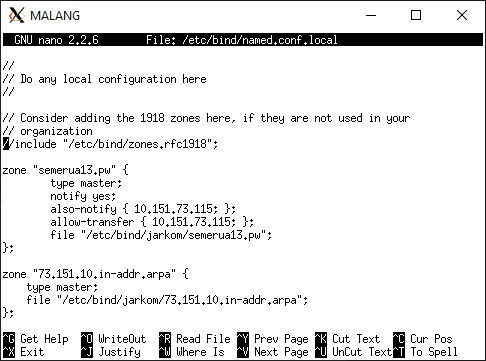 MALANG
GNU nano 2.2.6 File: /etc/bind/named.conf.local
//
// Do any local configuration here
//
// Consider adding the 1918 zones here, if they are not used in your
// organization
//include "/etc/bind/zones.rfc1918";
zone "semerua13.pw" {
type master;
notify yes;
also-notify { 10.151.73.115; };
allow-transfer { 10.151.73.115; };
file "/etc/bind/jarkom/semerua13.pw";
};
zone "73.151.10.in-addr.arpa" {
type master;
file "/etc/bind/jarkom/73.151.10.in-addr.arpa";
};
^G Get Help ^O WriteOut ^R Read File ^Y Prev Page ^K Cut Text ^C Cur Pos
^X Exit ^J Justify ^W Where Is ^V Next Page ^U UnCut Text^T To Spell